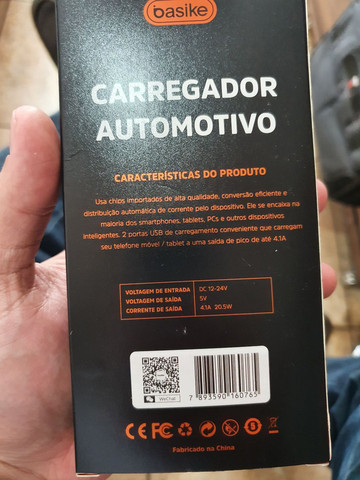 basike
CARREGADOR
AUTOMOTIVO
CARACTERÍSTICAS DO PRODUTO
Usa chips importados de alta qualidade, conversão eficiente e
distribuição automática de corrente pelo dispositivo. Ele se encaixa na
maioria dos smartphones, tablets, PCs e outros dispositivos
inteligentes. 2 portas USB de carregamento conveniente que carregam
seu telefone móvel / tablet a uma saída de pico de até 4.1A
VOLTAGEM DE ENTRADA DC 12-24V
VOLTAGEM DE SAÍDA 5V
CORRENTE DE SAÍDA 4.1A 20.5W
WeChat
7 893590 160765
CE FC
Fabricado no China